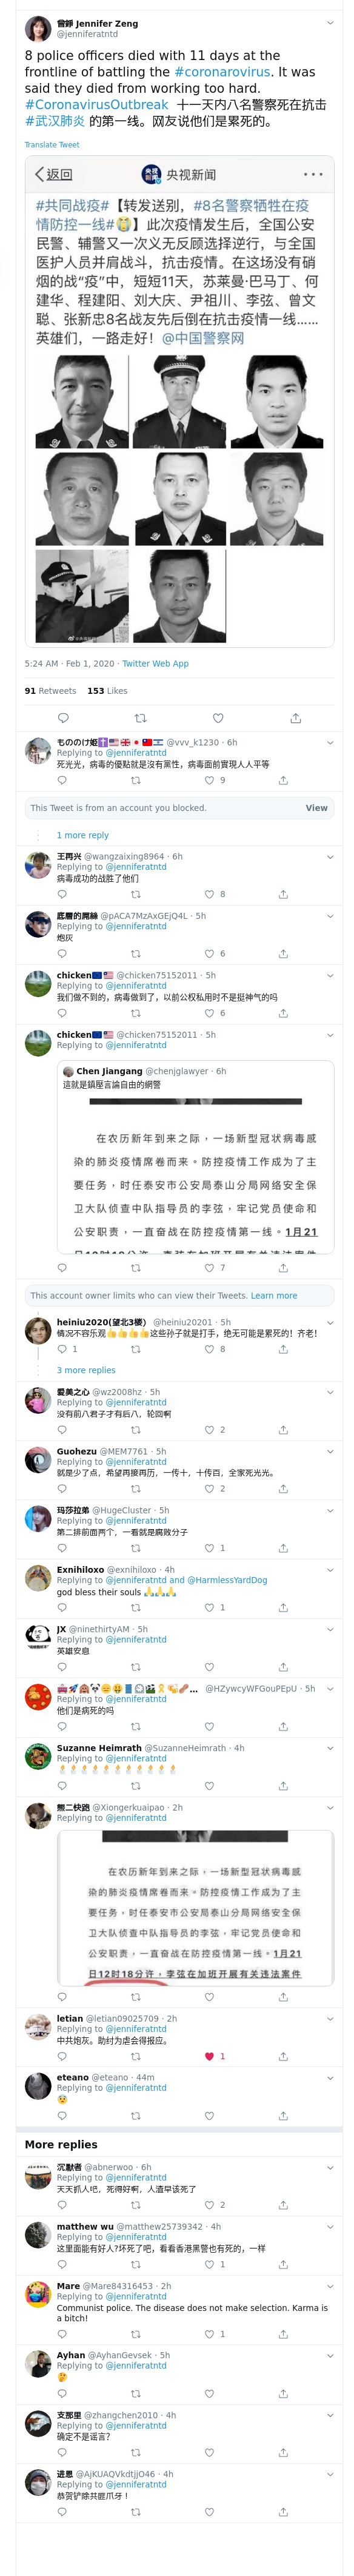 曾錚 Jennifer Zeng
@jenniferatntd
8 police officers died with 11 days at the
frontline of battling the #coronarovirus. It was
said they died from working too hard.
#CoronavirusOutbreak 十一天内八名警察死在抗击
#武汉肺炎 的第一线。网友说他们是累死的。
Translate Tweet
返回
央视新闻
#共同战疫#【转发送别，#8名警察牺牲在疫
情防控一线#】此次疫情发生后，全国公安
民警、辅警又一次义无反顾选择逆行，与全国
医护人员并肩战斗，抗击疫情。在这场没有硝
烟的战“疫”中，短短11天，苏莱曼·巴马丁、何
建华、程建阳、刘大庆、尹祖川、李弦、曾文
聪、张新忠8名战友先后倒在抗击疫情一线……
英雄们，一路走好！@中国警察网
5:24 AM · Feb 1, 2020 · Twitter Web App
91 Retweets 153 Likes
もののけ姫 @vvv_k1230 · 6h
Replying to @jenniferatntd
死光光，病毒的優點就是沒有黨性，病毒面前實現人人平等
9
This Tweet is from an account you blocked. View
1 more reply
王再兴 @wangzaixing8964 · 6h
Replying to @jenniferatntd
病毒成功的战胜了他们
8
底層的屌絲 @pACA7MzAxGEjQ4L · 5h
Replying to @jenniferatntd
炮灰
6
chicken @chicken75152011 · 5h
Replying to @jenniferatntd
我们做不到的，病毒做到了，以前公权私用时不是挺神气的吗
6
chicken @chicken75152011 · 5h
Replying to @jenniferatntd
Chen Jiangang @chenjglawyer · 6h
這就是鎮壓言論自由的網警
在农历新年到来之际，一场新型冠状病毒感
染的肺炎疫情席卷而来。防控疫情工作成为了主
要任务，时任泰安市公安局泰山分局网络安全保
卫大队侦查中队指导员的李弦，牢记党员使命和
公安职责，一直奋战在防控疫情第一线。1月21
日12时18分许，李弦在加班开展有关违法案件
7
This account owner limits who can view their Tweets. Learn more
heiniu2020(望北3楼） @heiniu20201 · 5h
Replying to @jenniferatntd
情况不容乐观👍👍👍👍这些孙子就是打手，绝无可能是累死的！齐老！
1 8
3 more replies
爱美之心 @wz2008hz · 5h
Replying to @jenniferatntd
没有前八君子才有后八，轮回啊
2
Guohezu @MEM7761 · 5h
Replying to @jenniferatntd
就是少了点，希望再接再历，一传十，十传百，全家死光光。
2
玛莎拉弟 @HugeCluster · 5h
Replying to @jenniferatntd
第二排前面两个，一看就是腐败分子
1
Exnihiloxo @exnihiloxo · 4h
Replying to @jenniferatntd and @HarmlessYardDog
god bless their souls 🙏🙏🙏
1
JX @ninethirtyAM · 5h
Replying to @jenniferatntd
英雄安息
... @HZywcyWFGouPEpU · 5h
Replying to @jenniferatntd
他们是病死的吗
Suzanne Heimrath @SuzanneHeimrath · 4h
Replying to @jenniferatntd
熊二快跑 @Xiongerkuaipao · 2h
Replying to @jenniferatntd
在农历新年到来之际，一场新型冠状病毒感
染的肺炎疫情席卷而来。防控疫情工作成为了主
要任务，时任泰安市公安局泰山分局网络安全保
卫大队侦查中队指导员的李弦，牢记党员使命和
公安职责，一直奋战在防控疫情第一线。1月21
日12时18分许，李弦在加班开展有关违法案件
letian @letian09025709 · 2h
Replying to @jenniferatntd
中共炮灰。助纣为虐会得报应。
1
eteano @eteano · 44m
Replying to @jenniferatntd
More replies
沉默者 @abnerwoo · 6h
Replying to @jenniferatntd
天天抓人吧，死得好啊，人渣早该死了
2
matthew wu @matthew25739342 · 4h
Replying to @jenniferatntd
这里面能有好人?坏死了吧，看看香港黑警也有死的，一样
1
Mare @Mare84316453 · 2h
Replying to @jenniferatntd
Communist police. The disease does not make selection. Karma is
a bitch!
1
Ayhan @AyhanGevsek · 5h
Replying to @jenniferatntd
🤔
支那里 @zhangchen2010 · 4h
Replying to @jenniferatntd
确定不是谣言?
进恩 @AjKUAQVkdtjjO46 · 4h
Replying to @jenniferatntd
恭贺铲除共匪爪牙！